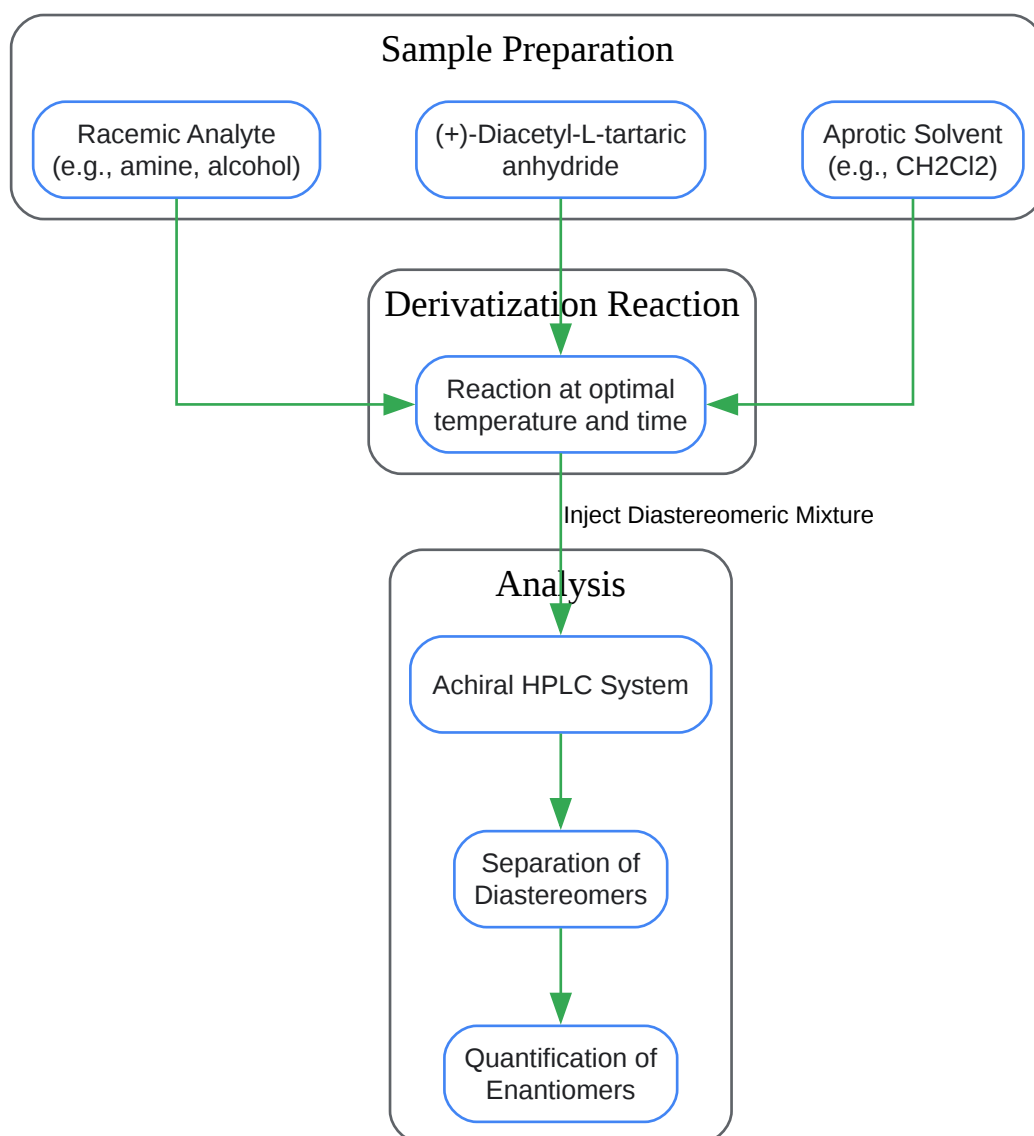 Sample Preparation
Racemic Analyte
(e.g., amine, alcohol)
(+)-Diacetyl-L-tartaric
anhydride
Aprotic Solvent
(e.g., CH2Cl2)
Derivatization Reaction
Reaction at optimal
temperature and time
Inject Diastereomeric Mixture
Analysis
Achiral HPLC System
Separation of
Diastereomers
Quantification of
Enantiomers